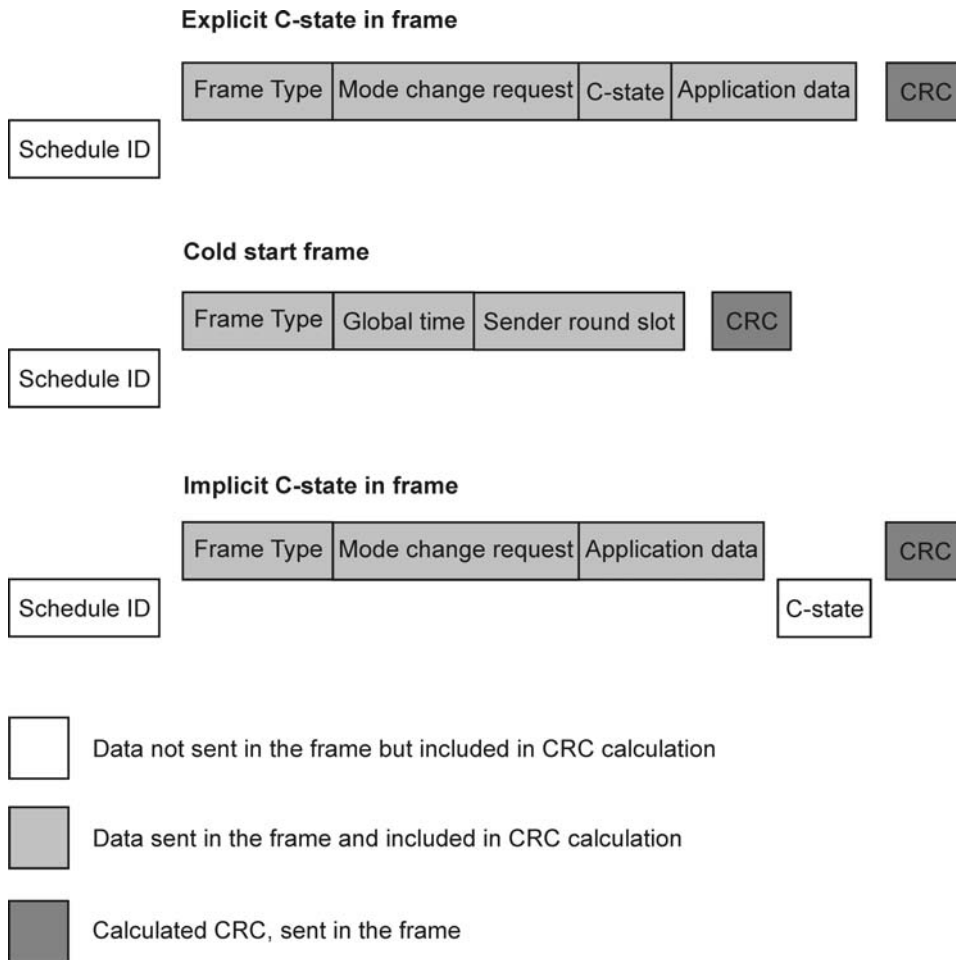 Explicit C-state in frame
Frame Type Mode change request C-state Application data CRC
Schedule ID
Cold start frame
Frame Type Global time Sender round slot CRC
Schedule ID
Implicit C-state in frame
Frame Type Mode change request Application data CRC
Schedule ID C-state
Data not sent in the frame but included in CRC calculation
Data sent in the frame and included in CRC calculation
Calculated CRC, sent in the frame